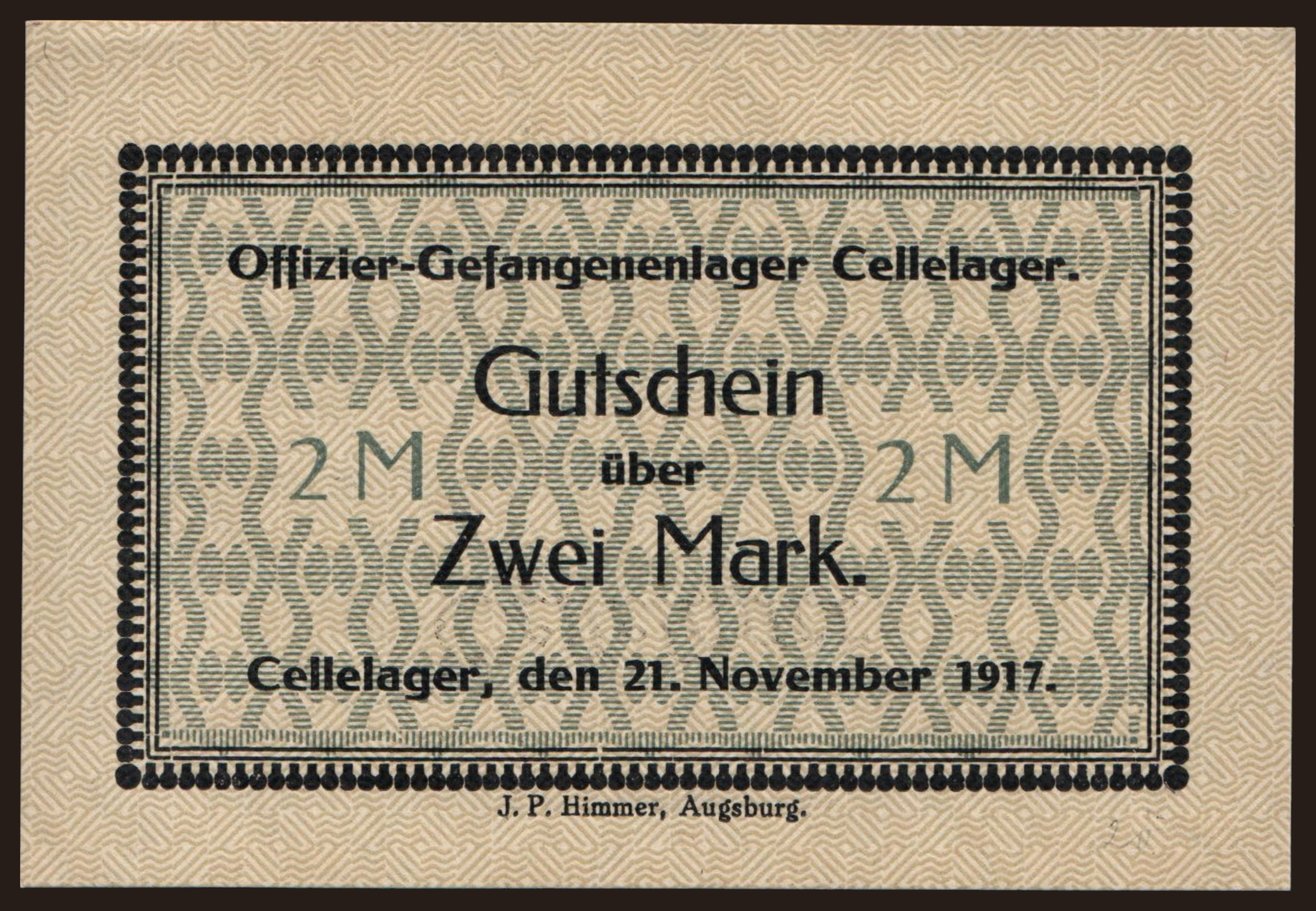 Offizier-Gefangenenlager Cellelager.
Gutschein
2 M über 2 M
Zwei Mark.
Cellelager, den 21. November 1917.
J. P. Himmer, Augsburg.